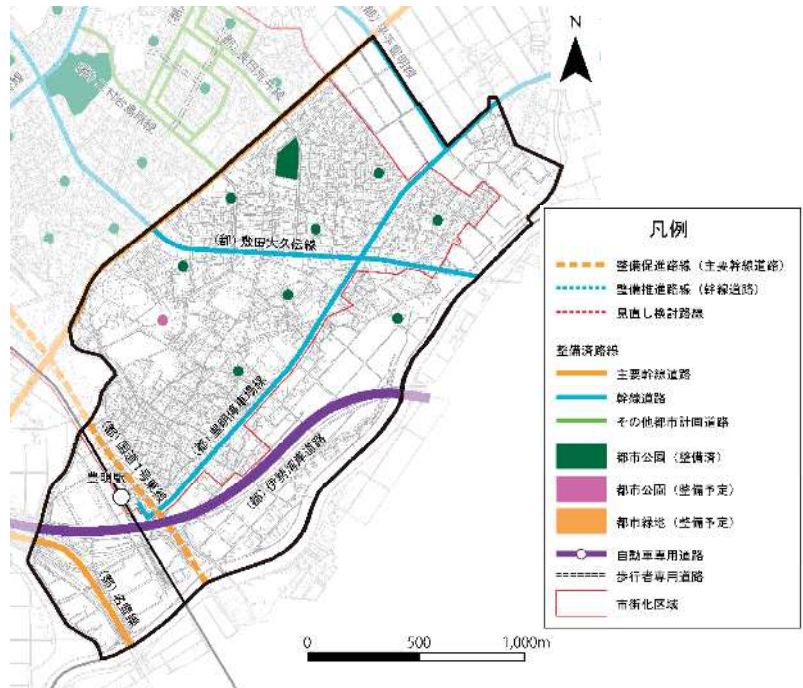 N
(都)敷田大久伝線
(都)豊明停車場線
(都)国道1号東線
豊明駅
(都)伊勢湾岸道路
(都)名豊線
0 500 1,000m
凡例
整備促進路線（主要幹線道路）
整備推進路線（幹線道路）
見直し検討路線
整備済路線
主要幹線道路
幹線道路
その他都市計画道路
都市公園（整備済）
都市公園（整備予定）
都市緑地（整備予定）
自動車専用道路
歩行者専用道路
市街化区域